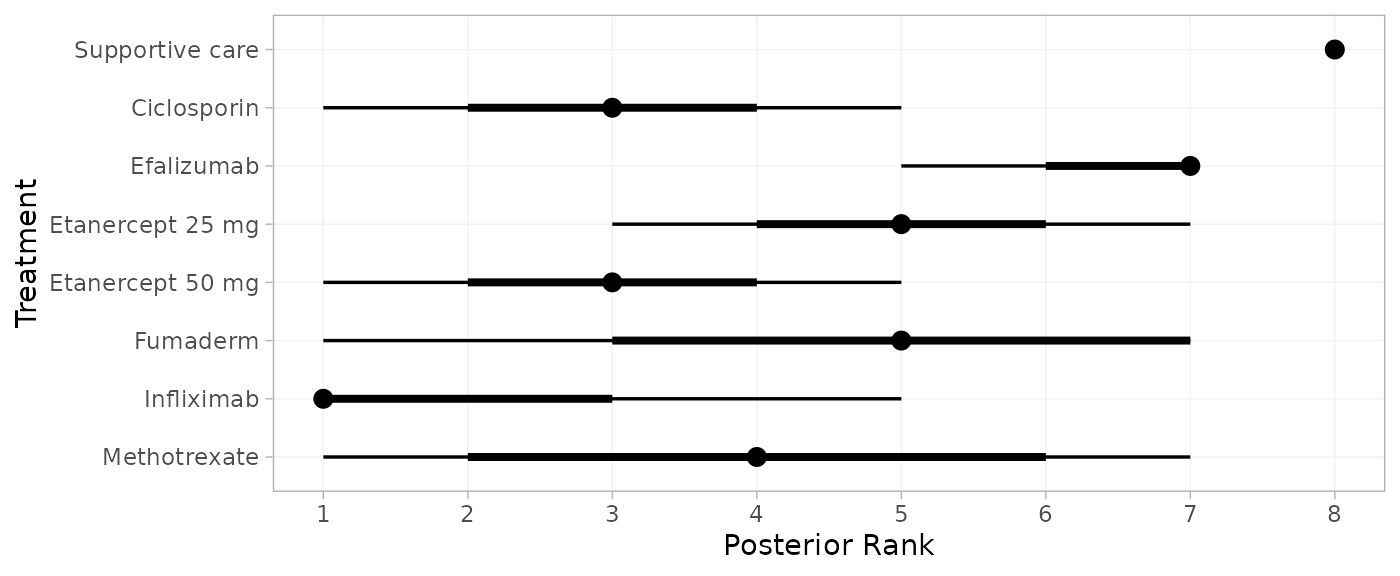 Treatment
Supportive care
Ciclosporin
Efalizumab
Etanercept 25 mg
Etanercept 50 mg
Fumaderm
Infliximab
Methotrexate
1 2 3 4 5 6 7 8
Posterior Rank